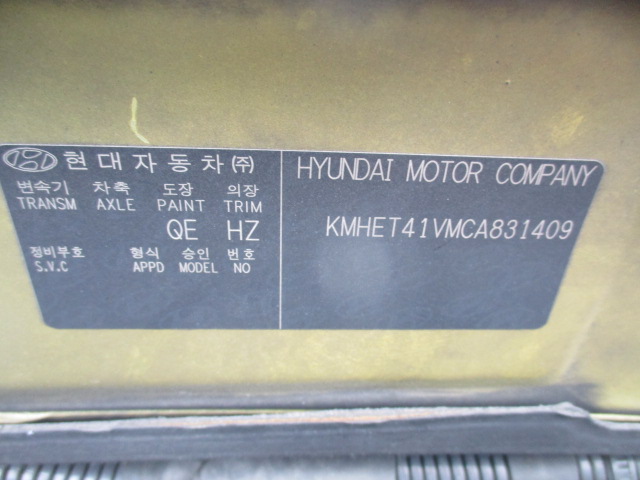 현대자동차㈜
변속기 차축 도장 의장
TRANSM AXLE PAINT TRIM
QE HZ
정비부호 형식 승인 번호
S.V.C APPD MODEL NO
HYUNDAI MOTOR COMPANY
KMHET41VMCA831409